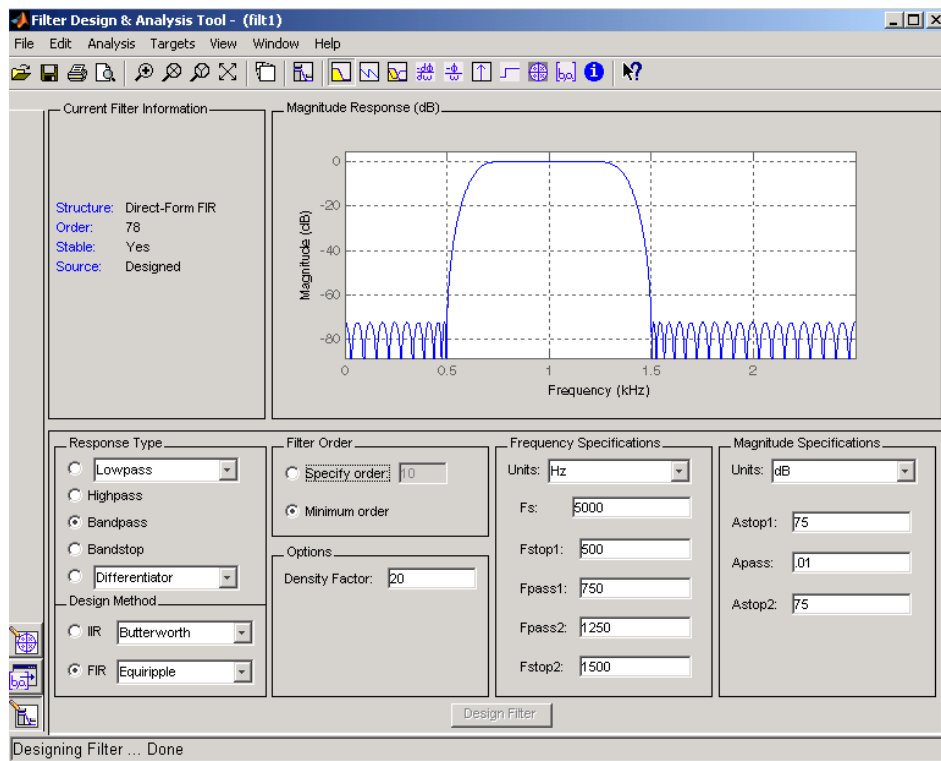 Filter Design & Analysis Tool - (filt1)
File Edit Analysis Targets View Window Help
Current Filter Information
Structure: Direct-Form FIR
Order: 78
Stable: Yes
Source: Designed
Magnitude Response (dB)
Magnitude (dB)
0
-20
-40
-60
-80
0 0.5 1 1.5 2
Frequency (kHz)
Response Type
Lowpass
Highpass
Bandpass
Bandstop
Differentiator
Design Method
IIR Butterworth
FIR Equiripple
Filter Order
Specify order: 10
Minimum order
Options
Density Factor: 20
Frequency Specifications
Units: Hz
Fs: 5000
Fstop1: 500
Fpass1: 750
Fpass2: 1250
Fstop2: 1500
Magnitude Specifications
Units: dB
Astop1: 75
Apass: .01
Astop2: 75
Design Filter
Designing Filter ... Done